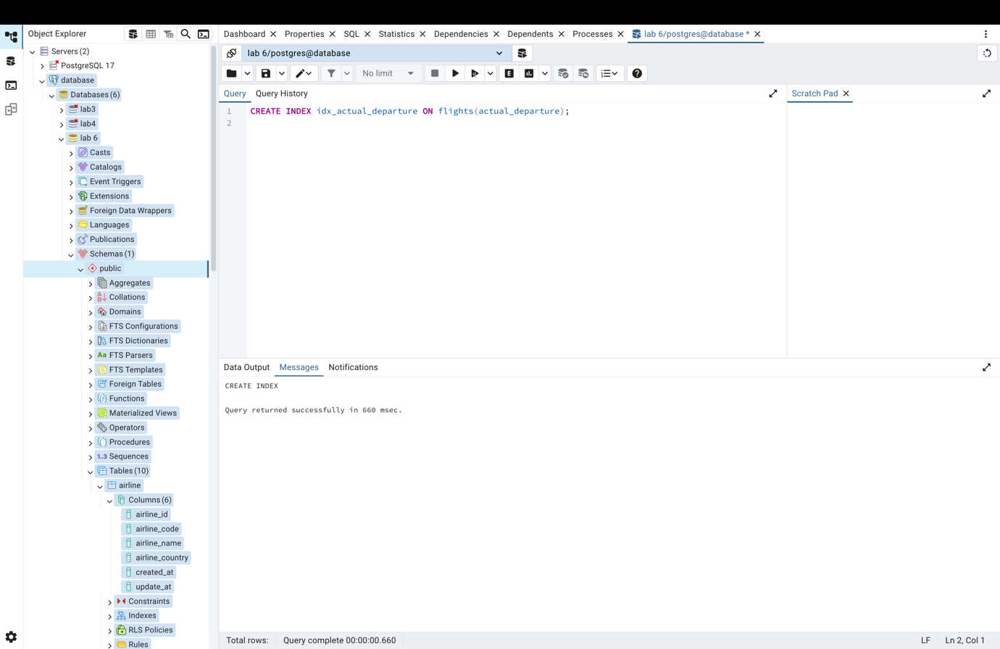 Object Explorer
Servers (2)
PostgreSQL 17
database
Databases (6)
lab3
lab4
lab 6
Casts
Catalogs
Event Triggers
Extensions
Foreign Data Wrappers
Languages
Publications
Schemas (1)
public
Aggregates
Collations
Domains
FTS Configurations
FTS Dictionaries
Aa FTS Parsers
FTS Templates
Foreign Tables
Functions
Materialized Views
Operators
Procedures
1..3 Sequences
Tables (10)
airline
Columns (6)
airline_id
airline_code
airline_name
airline_country
created_at
update_at
Constraints
Indexes
RLS Policies
Rules
Dashboard Properties SQL Statistics Dependencies Dependents Processes lab 6/postgres@database *
lab 6/postgres@database
No limit E
Query Query History
1 CREATE INDEX idx_actual_departure ON flights(actual_departure);
2
Scratch Pad
Data Output Messages Notifications
CREATE INDEX
Query returned successfully in 660 msec.
Total rows: Query complete 00:00:00.660 LF Ln 2, Col 1